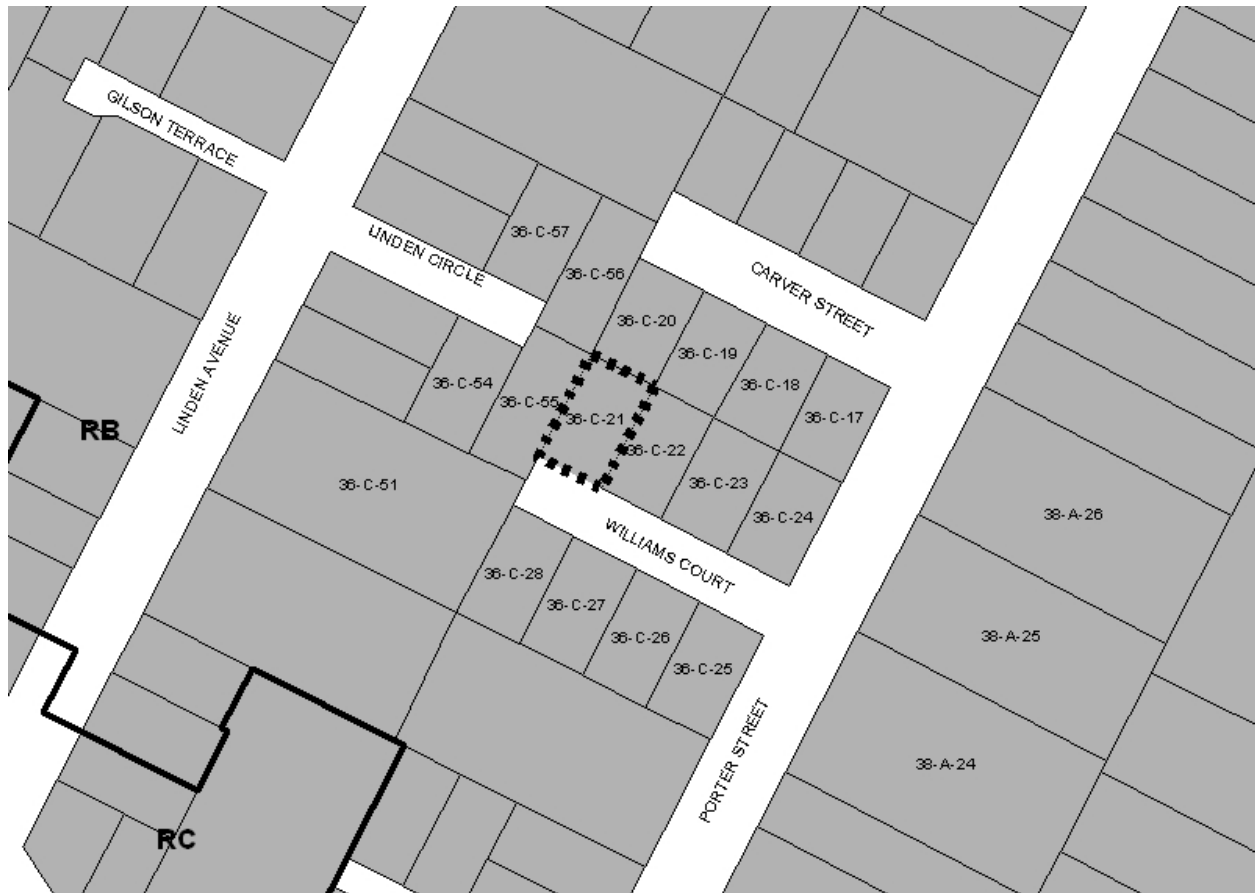 GILSON TERRACE
36-C-57
LINDEN CIRCLE
36-C-56
CARVER STREET
36-C-20
36-C-19
LINDEN AVENUE
36-C-54
36-C-18
36-C-55
36-C-21
36-C-17
RB
36-C-22
36-C-51
36-C-23
38-A-26
36-C-24
WILLIAMS COURT
36-C-28
36-C-27
36-C-26
38-A-25
36-C-25
PORTER STREET
38-A-24
RC